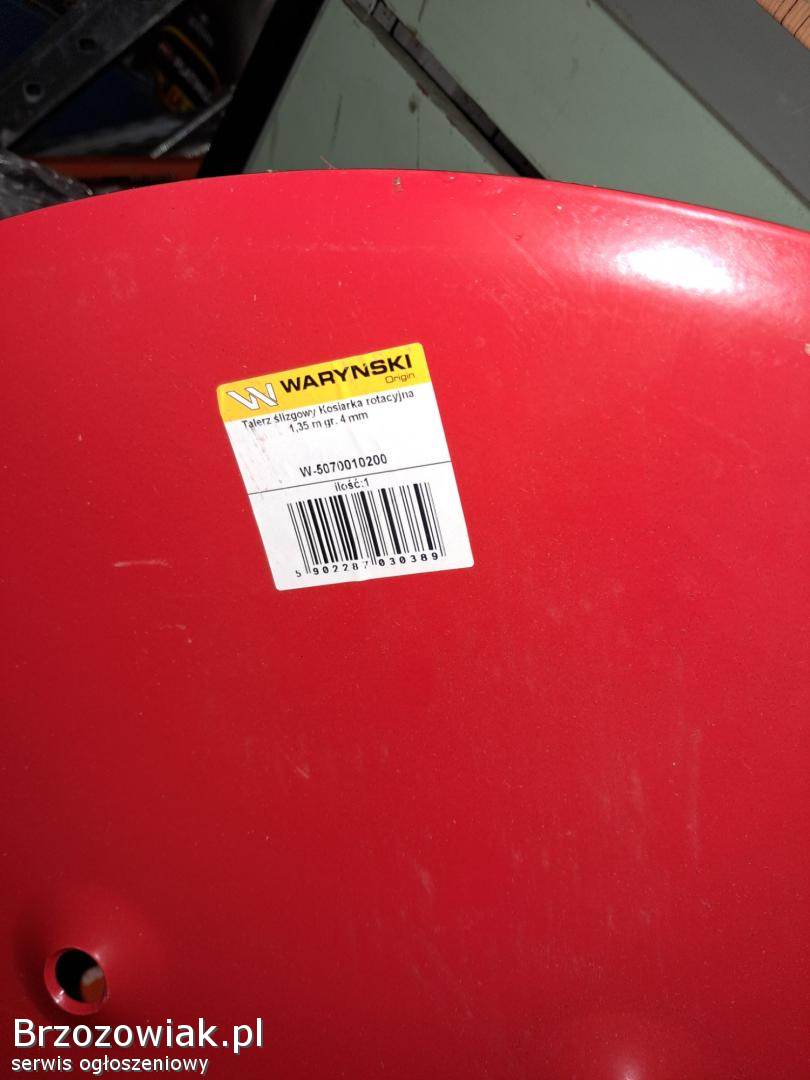 WARYNSKI
Origin
Talerz ślizgowy Kosiarka rotacyjna
1,35 m gr. 4 mm
W-5070010200
ilość:1
5 902287 030389
Brzozowiak.pl
serwis ogłoszeniowy